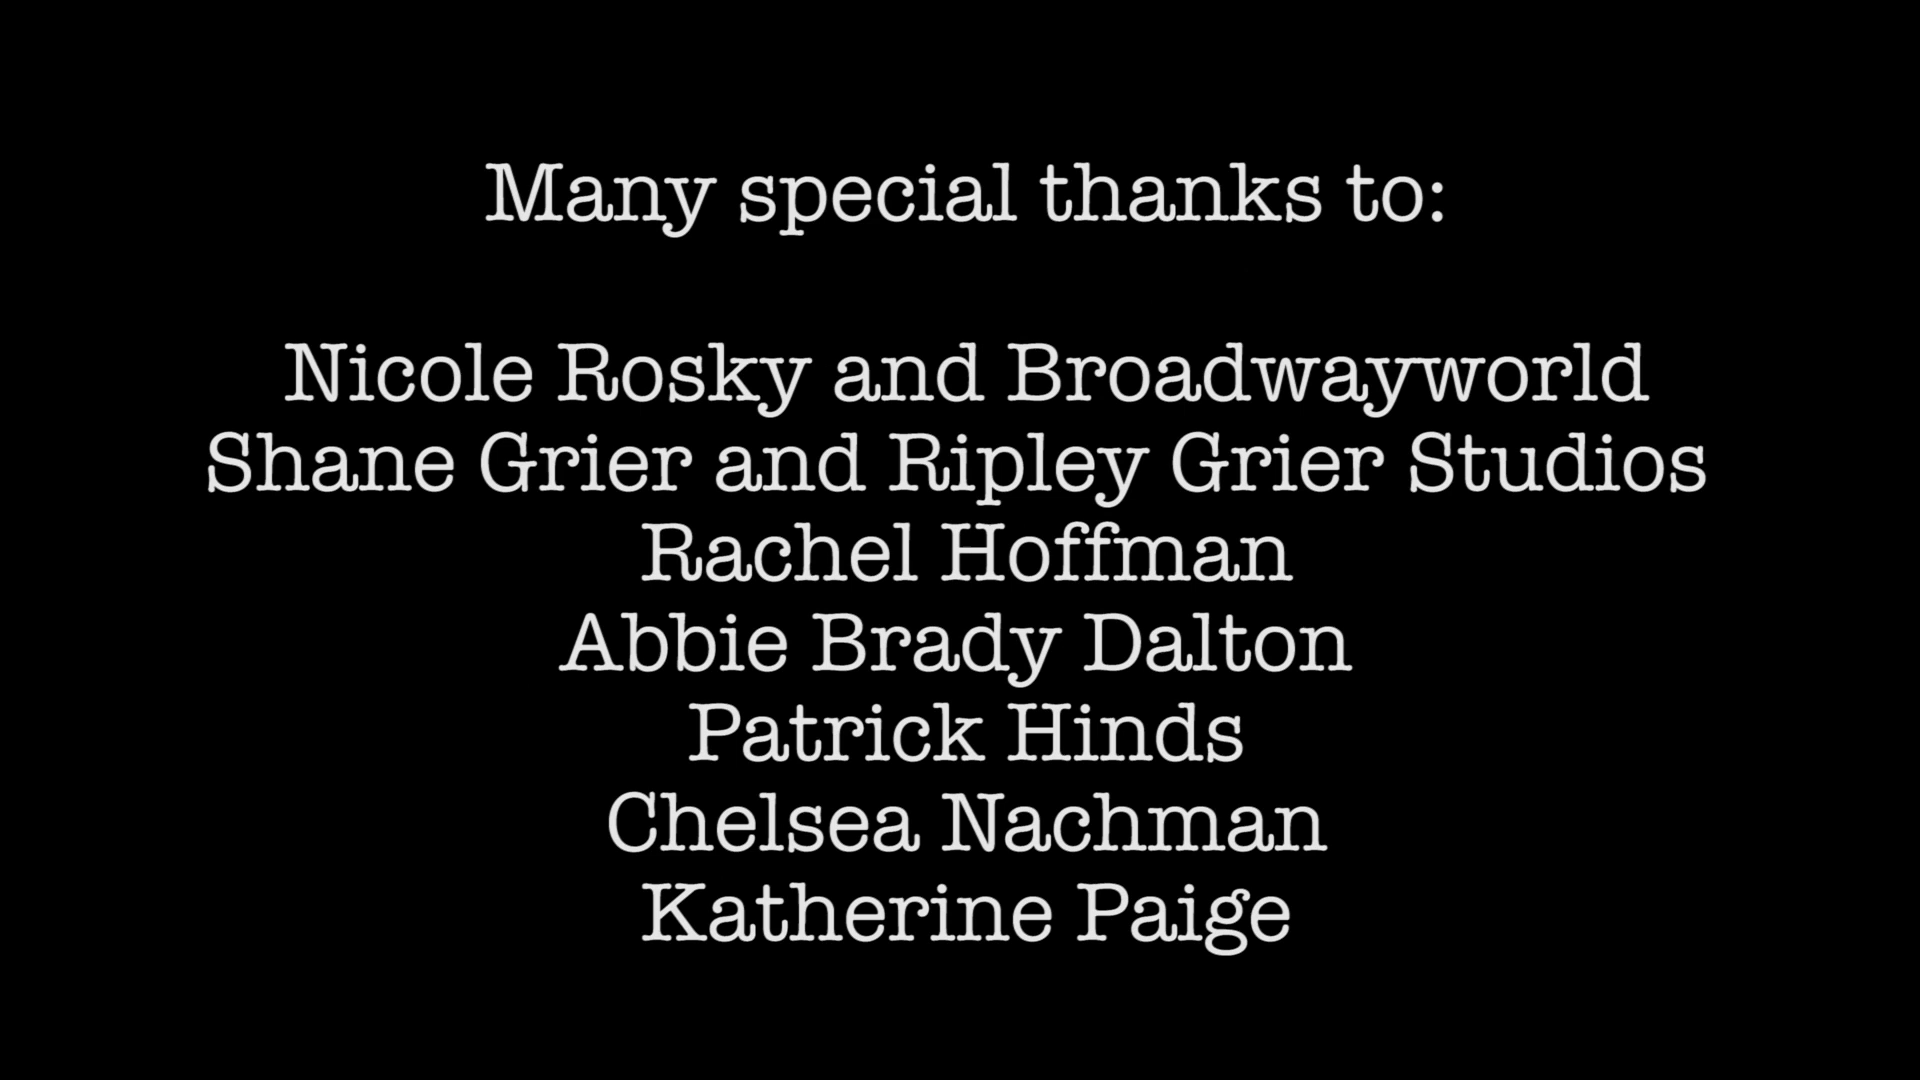 Many special thanks to:
Nicole Rosky and Broadwayworld
Shane Grier and Ripley Grier Studios
Rachel Hoffman
Abbie Brady Dalton
Patrick Hinds
Chelsea Nachman
Katherine Paige